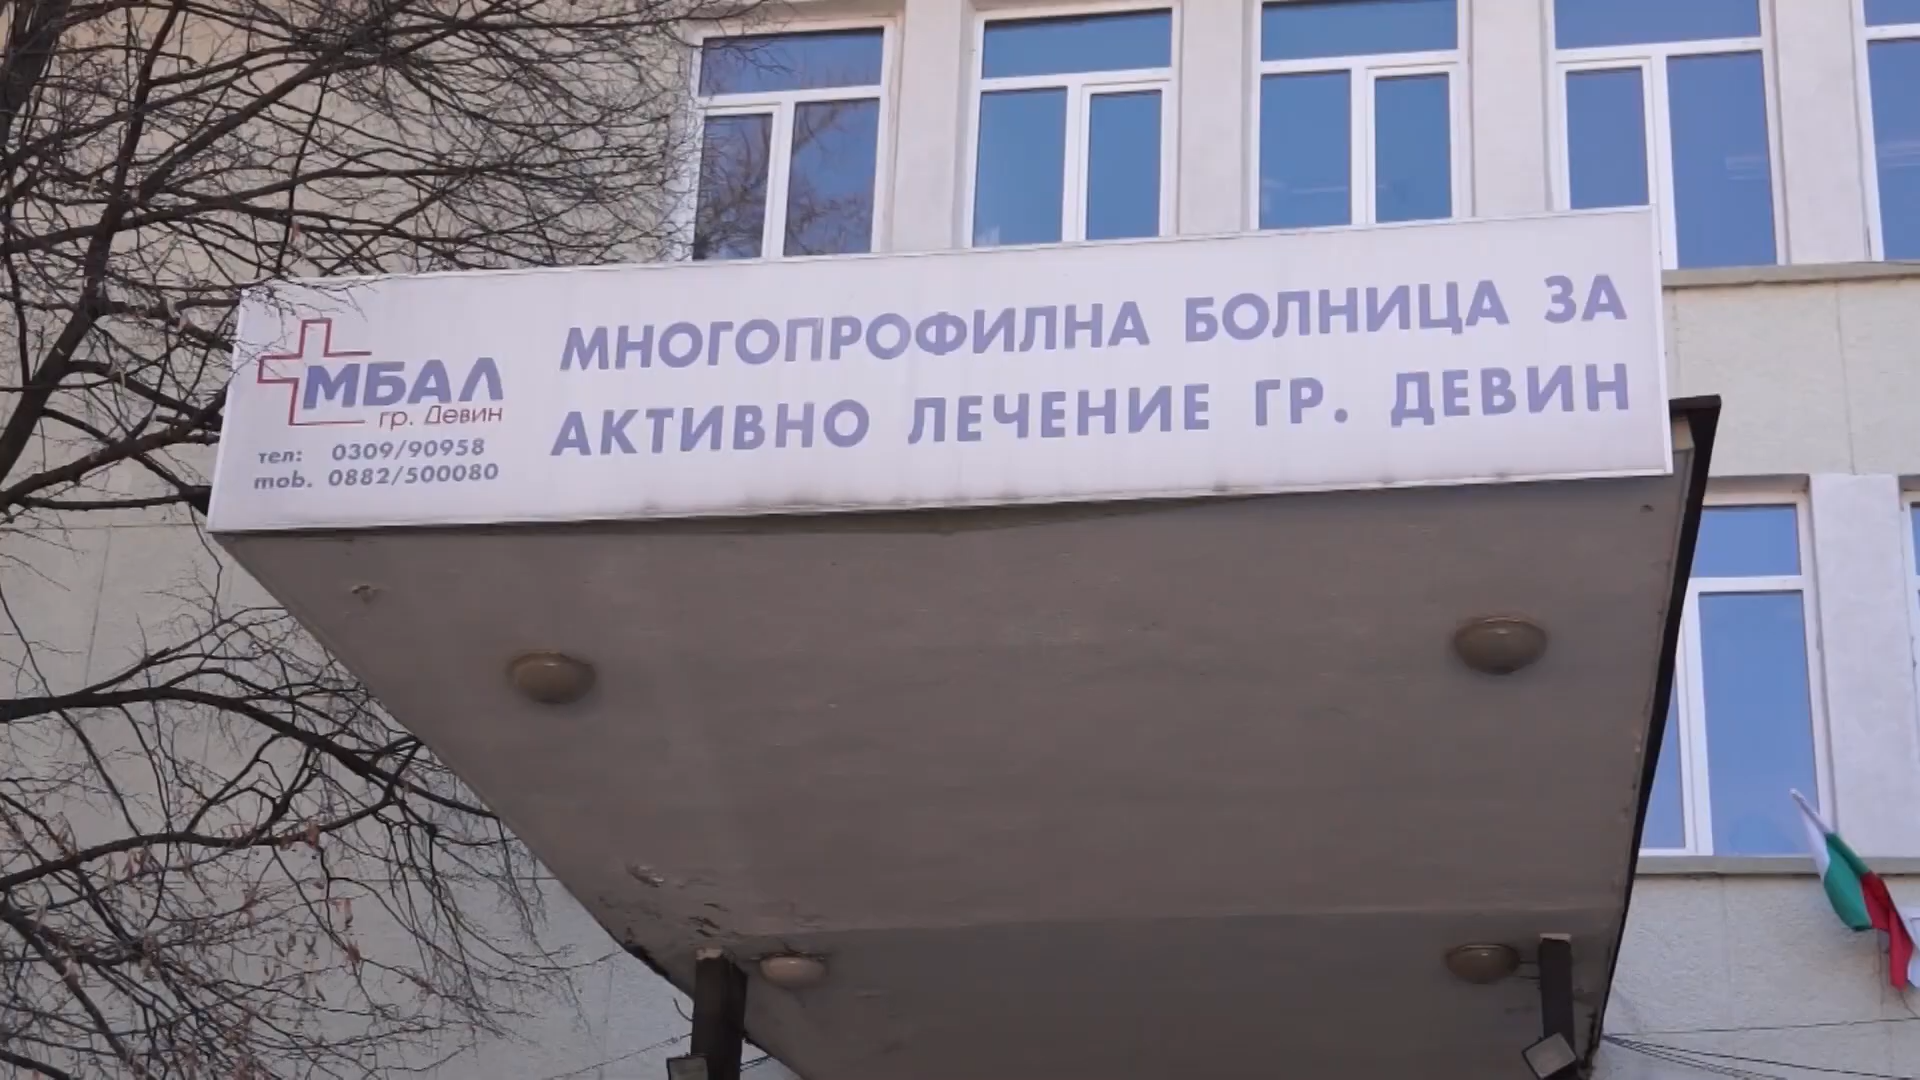 МБАЛ
гр. Девин
тел: 0309/90958
mob. 0882/500080
МНОГОПРОФИЛНА БОЛНИЦА ЗА
АКТИВНО ЛЕЧЕНИЕ ГР. ДЕВИН